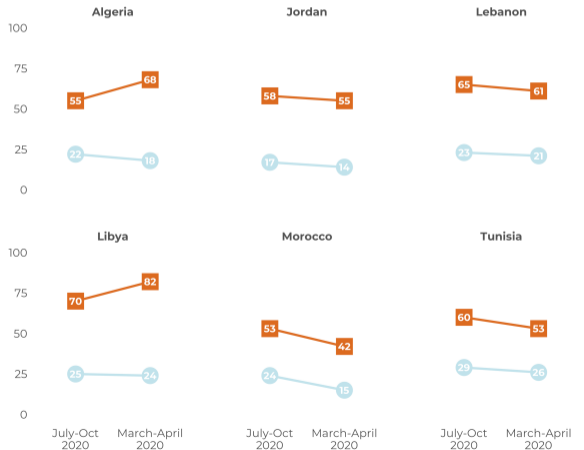 Algeria Jordan Lebanon
100
75
50
25
0
55 68 58 55 65 61
22 18 17 14 23 21
Libya Morocco Tunisia
100
75
50
25
0
70 82 53 42 60 53
25 24 24 15 29 26
July-Oct March-April July-Oct March-April July-Oct March-April
2020 2020 2020 2020 2020 2020